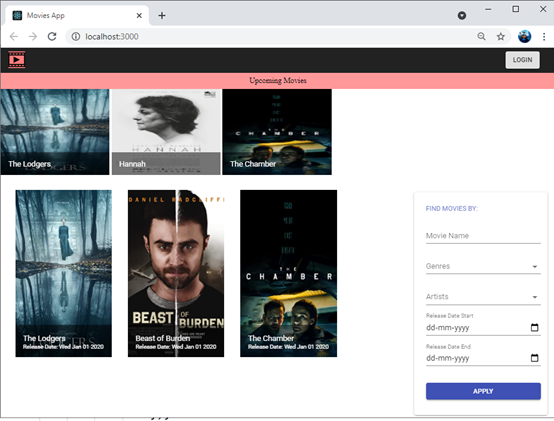 Movies App
localhost:3000
LOGIN
Upcoming Movies
The Lodgers
HANNAH
Hannah
THE
CHAMBER
The Chamber
The Lodgers
Release Date: Wed Jan 01 2020
DANIEL RADCLIFFE
BEAST OF BURDEN
Beast of Burden
Release Date: Wed Jan 01 2020
THE
CHAMBER
The Chamber
Release Date: Wed Jan 01 2020
FIND MOVIES BY:
Movie Name
Genres
Artists
Release Date Start
dd-mm-yyyy
Release Date End
dd-mm-yyyy
APPLY